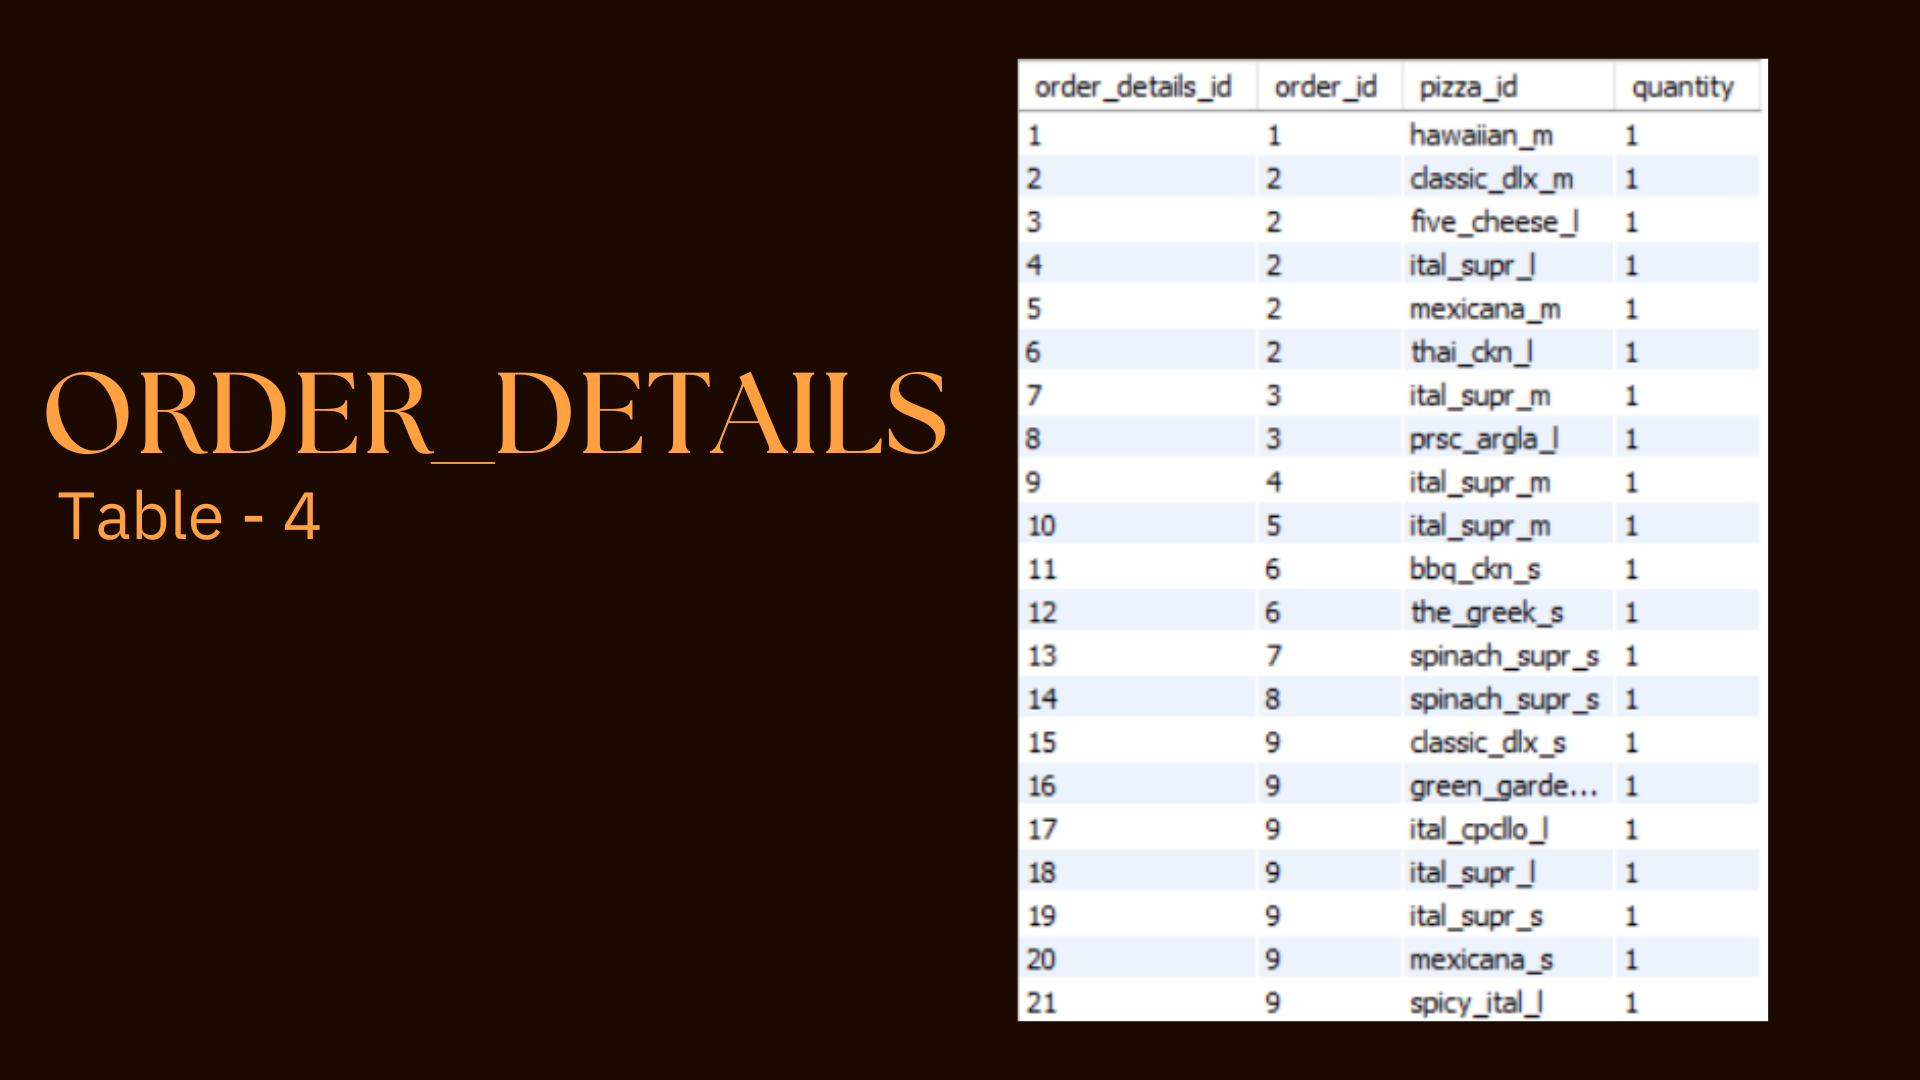 ORDER_DETAILS
Table - 4
order_details_id order_id pizza_id quantity
1 1 hawaiian_m 1
2 2 classic_dlx_m 1
3 2 five_cheese_l 1
4 2 ital_supr_l 1
5 2 mexicana_m 1
6 2 thai_ckn_l 1
7 3 ital_supr_m 1
8 3 prsc_argla_l 1
9 4 ital_supr_m 1
10 5 ital_supr_m 1
11 6 bbq_ckn_s 1
12 6 the_greek_s 1
13 7 spinach_supr_s 1
14 8 spinach_supr_s 1
15 9 classic_dlx_s 1
16 9 green_garde... 1
17 9 ital_cpcllo_l 1
18 9 ital_supr_l 1
19 9 ital_supr_s 1
20 9 mexicana_s 1
21 9 spicy_ital_l 1